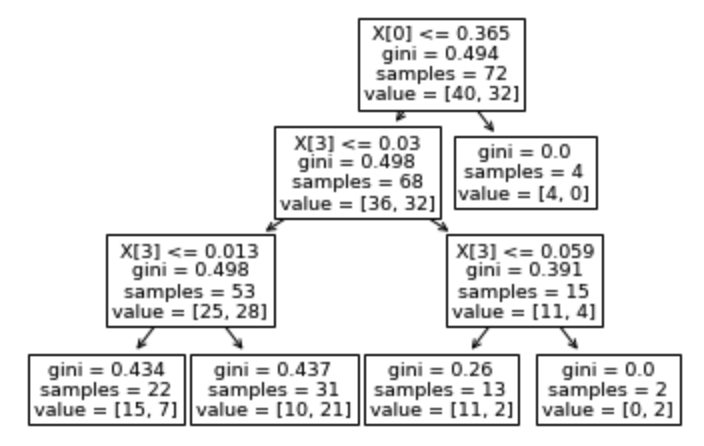 X[0] <= 0.365
gini = 0.494
samples = 72
value = [40, 32]
X[3] <= 0.03
gini = 0.498
samples = 68
value = [36, 32]
gini = 0.0
samples = 4
value = [4, 0]
X[3] <= 0.013
gini = 0.498
samples = 53
value = [25, 28]
X[3] <= 0.059
gini = 0.391
samples = 15
value = [11, 4]
gini = 0.434
samples = 22
value = [15, 7]
gini = 0.437
samples = 31
value = [10, 21]
gini = 0.26
samples = 13
value = [11, 2]
gini = 0.0
samples = 2
value = [0, 2]